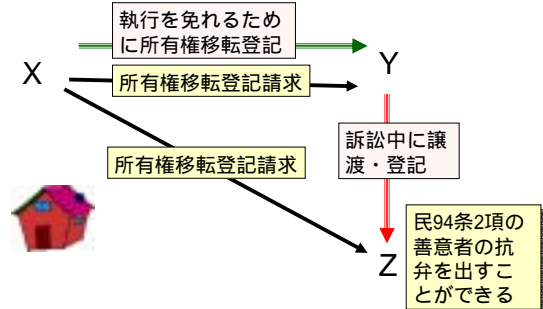 執行を免れるため
に所有権移転登記
X
Y
所有権移転登記請求
訴訟中に譲
渡・登記
所有権移転登記請求
民94条2項の
善意者の抗
弁を出すこ
とができる
Z